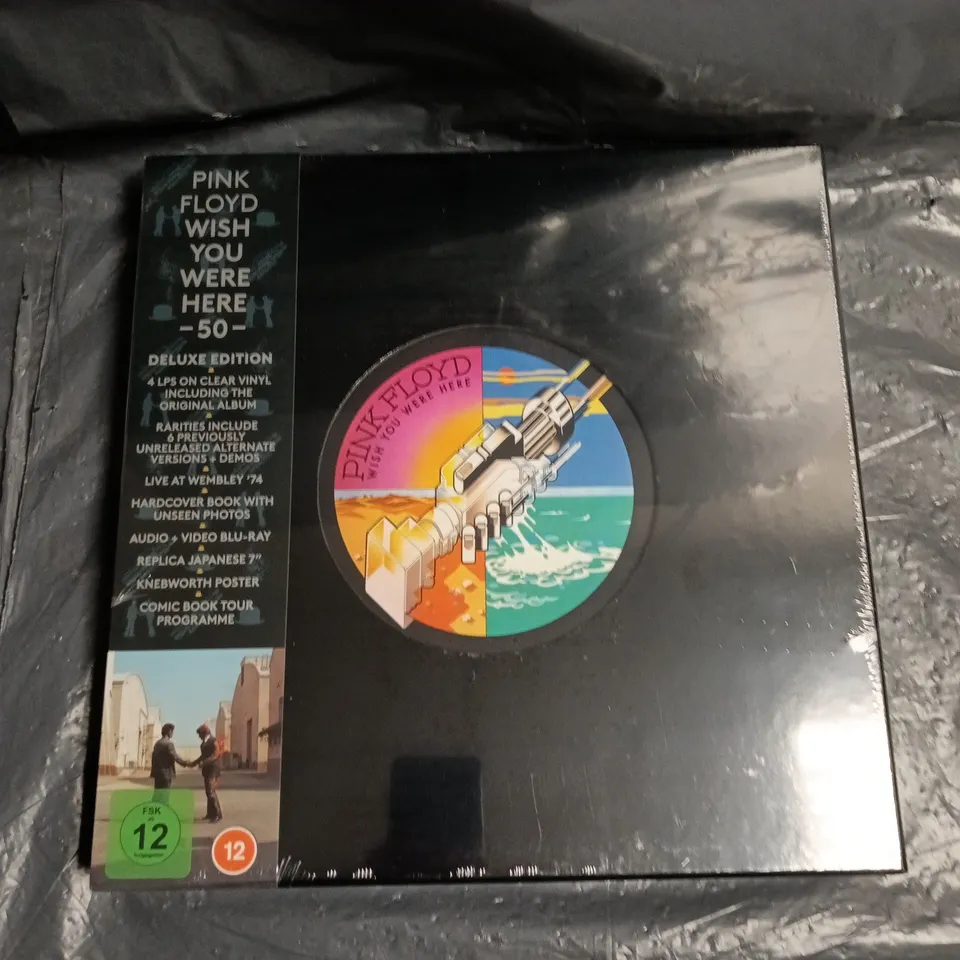 PINK
FLOYD
WISH
YOU
WERE
HERE
-50-
DELUXE EDITION
4 LPS ON CLEAR VINYL
INCLUDING THE
ORIGINAL ALBUM
RARITIES INCLUDE
6 PREVIOUSLY
UNRELEASED ALTERNATE
VERSIONS + DEMOS
LIVE AT WEMBLEY '74
HARDCOVER BOOK WITH
UNSEEN PHOTOS
AUDIO + VIDEO BLU-RAY
REPLICA JAPANESE 7"
KNEBWORTH POSTER
COMIC BOOK TOUR
PROGRAMME
FSK
ab
12
freigegeben
12
PINK FLOYD
WISH YOU WERE HERE